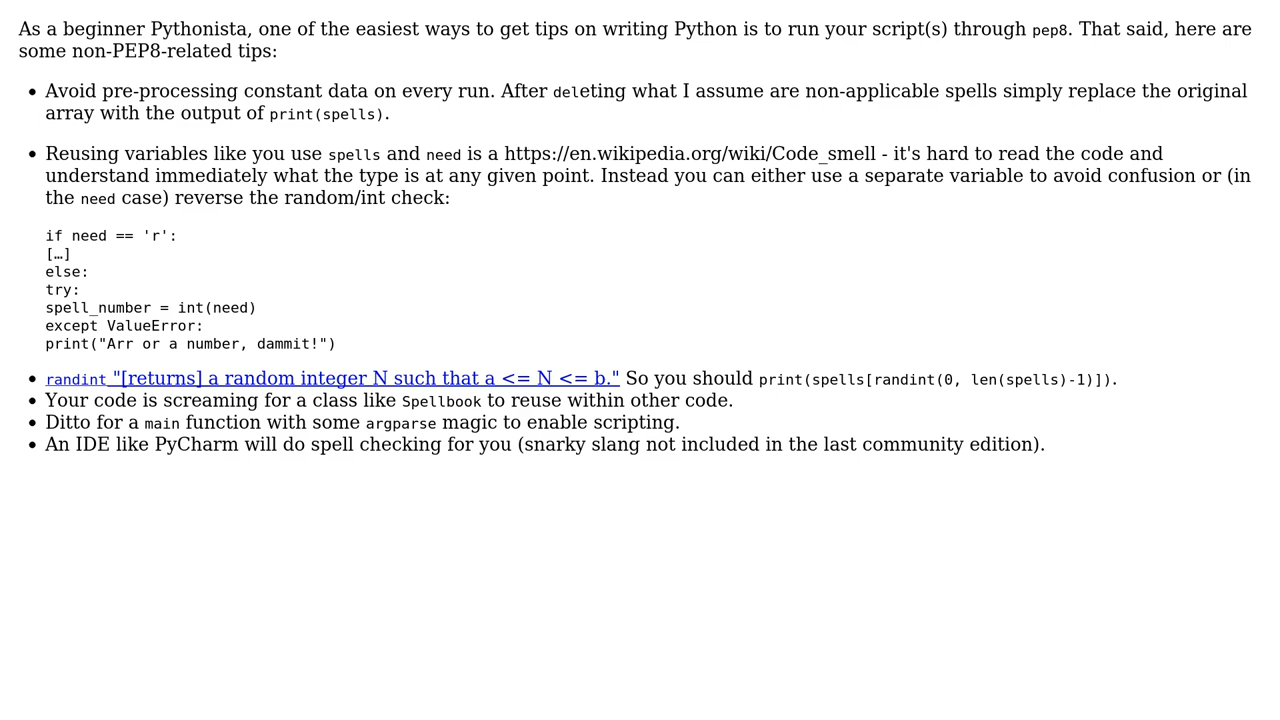 As a beginner Pythonista, one of the easiest ways to get tips on writing Python is to run your script(s) through pep8. That said, here are
some non-PEP8-related tips:
• Avoid pre-processing constant data on every run. After deleting what I assume are non-applicable spells simply replace the original
array with the output of print(spells).
• Reusing variables like you use spells and need is a https://en.wikipedia.org/wiki/Code_smell - it's hard to read the code and
understand immediately what the type is at any given point. Instead you can either use a separate variable to avoid confusion or (in
the need case) reverse the random/int check:
if need == 'r':
[…]
else:
try:
spell_number = int(need)
except ValueError:
print("Arr or a number, dammit!")
• randint "[returns] a random integer N such that a <= N <= b." So you should print(spells[randint(0, len(spells)-1)]).
• Your code is screaming for a class like Spellbook to reuse within other code.
• Ditto for a main function with some argparse magic to enable scripting.
• An IDE like PyCharm will do spell checking for you (snarky slang not included in the last community edition).